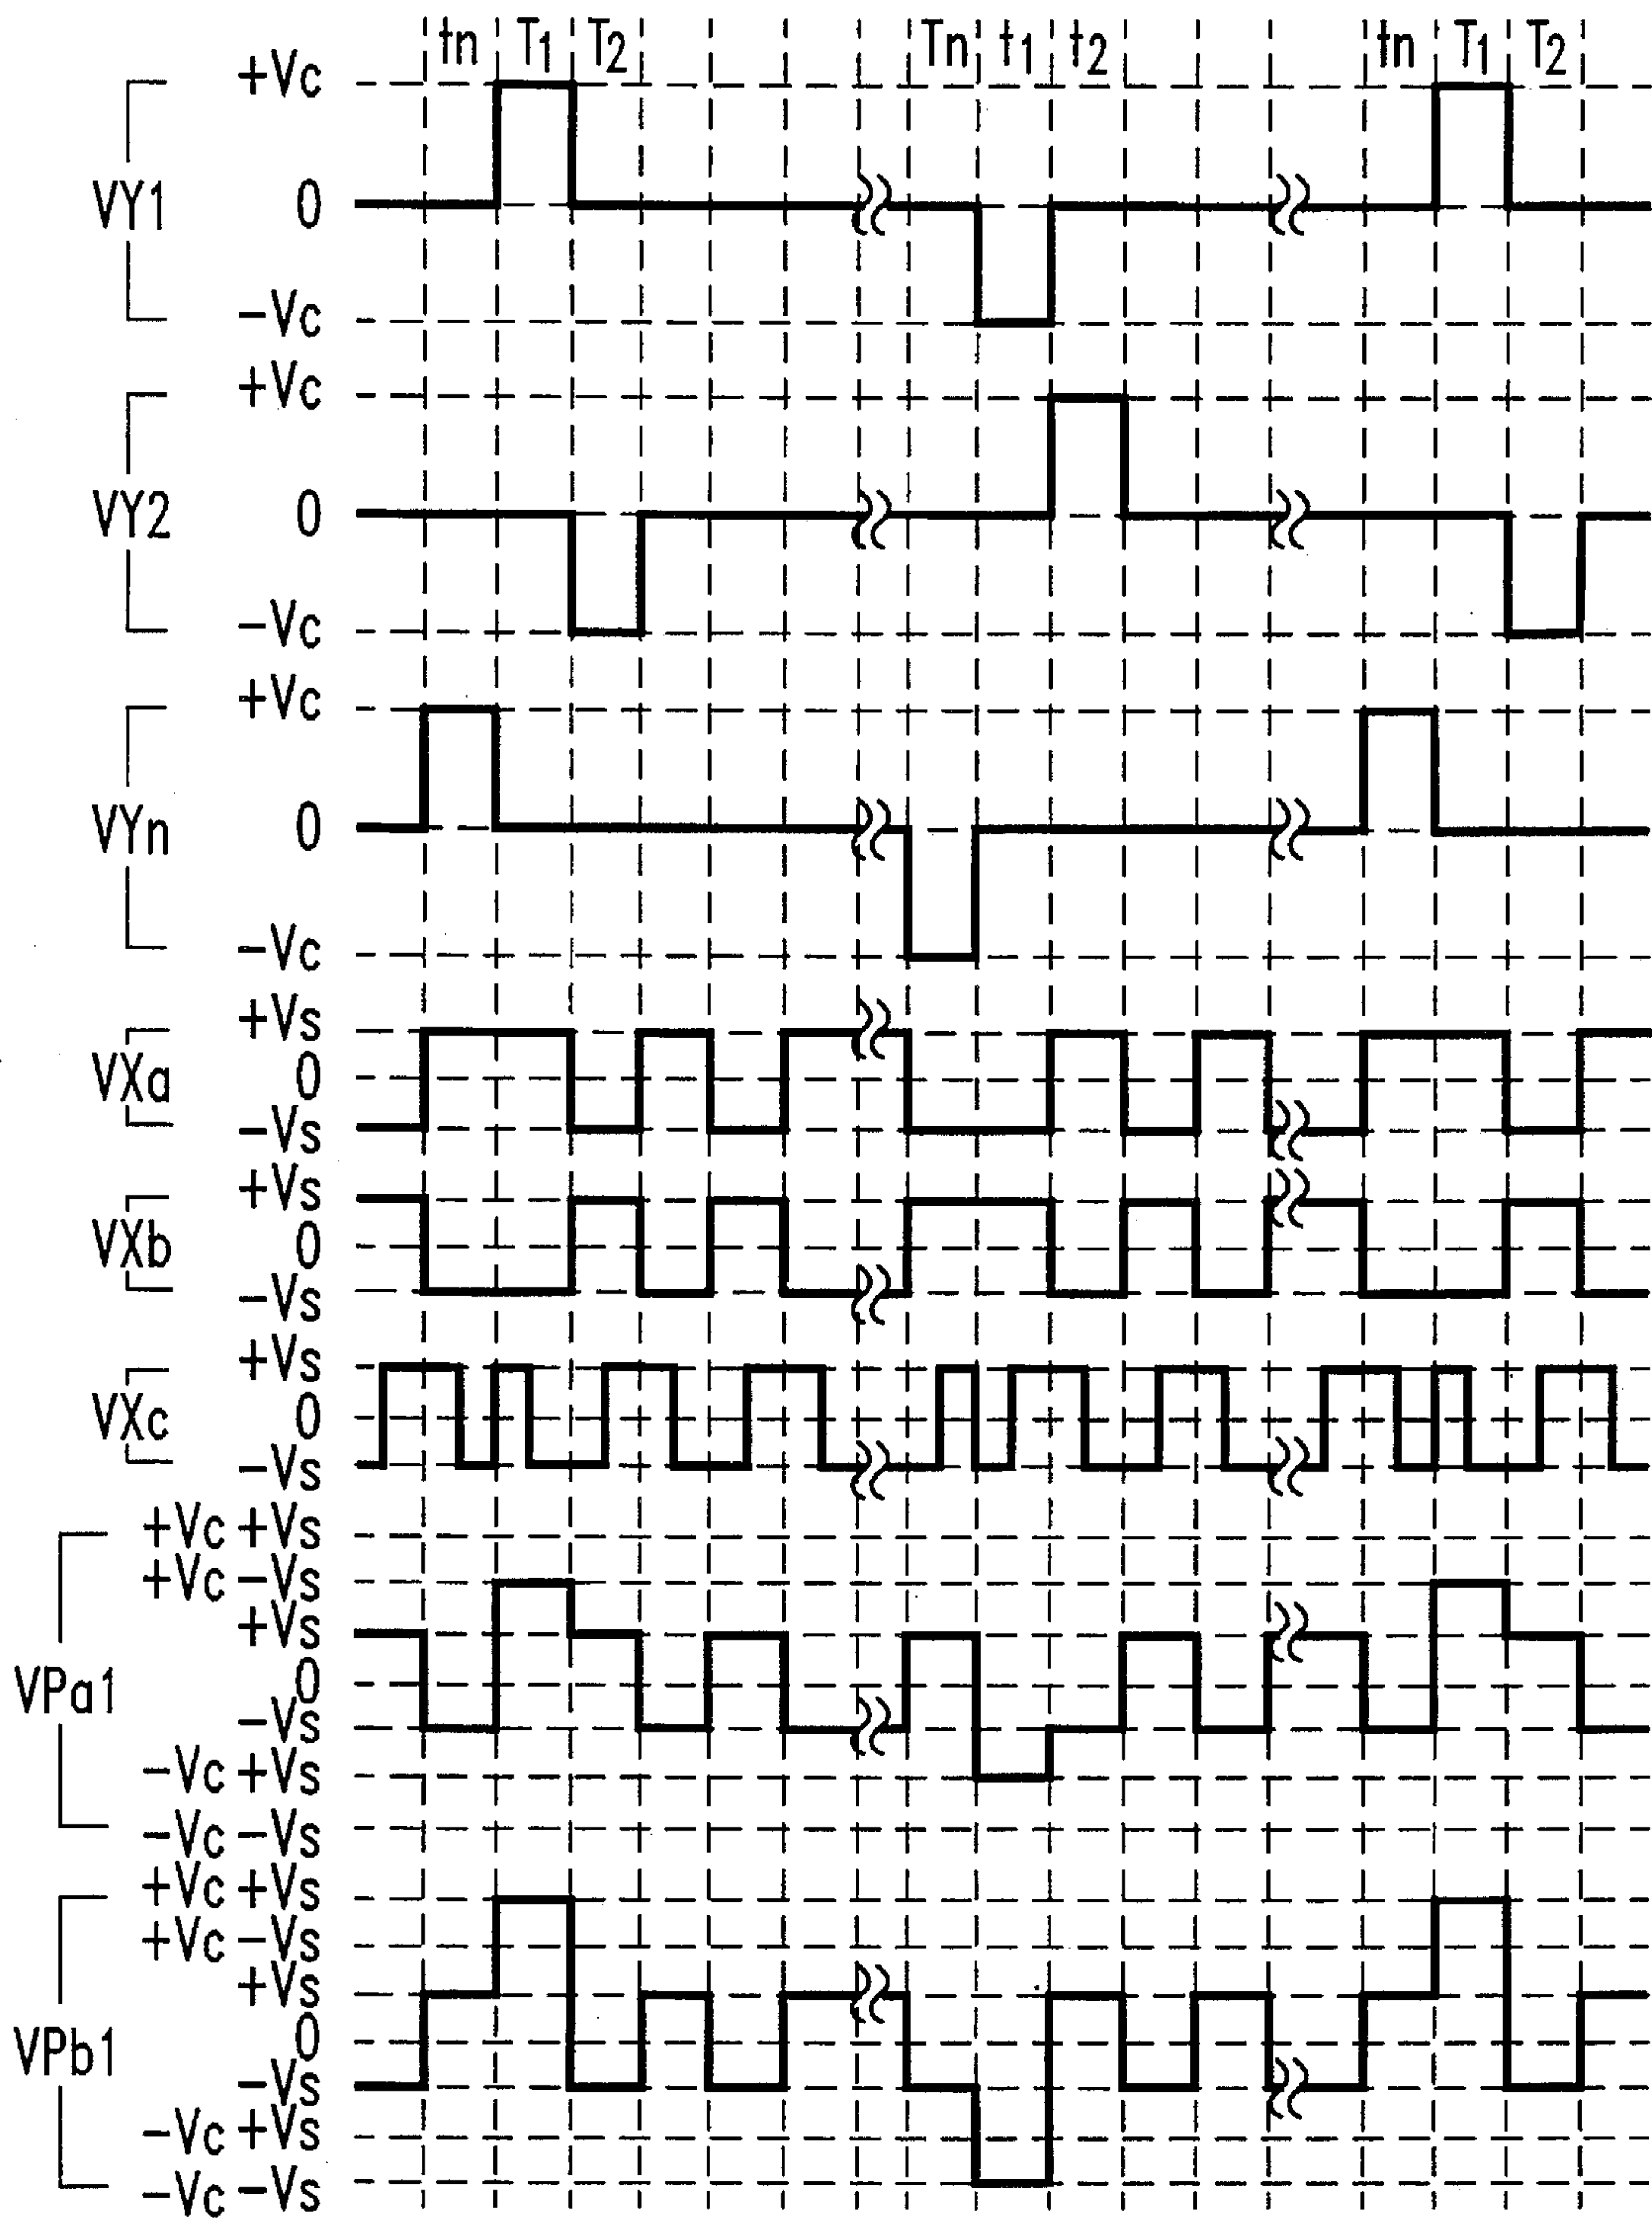 tn T1 T2 Tn t1 t2 tn T1 T2
+Vc
VY1 0
-Vc
+Vc
VY2 0
-Vc
+Vc
VYn 0
-Vc
+Vs
VXa 0
-Vs
+Vs
VXb 0
-Vs
+Vs
VXc 0
-Vs
+Vc +Vs
+Vc -Vs
+Vs
VPa1 0
-Vs
-Vc +Vs
-Vc -Vs
+Vc +Vs
+Vc -Vs
+Vs
VPb1 0
-Vs
-Vc +Vs
-Vc -Vs